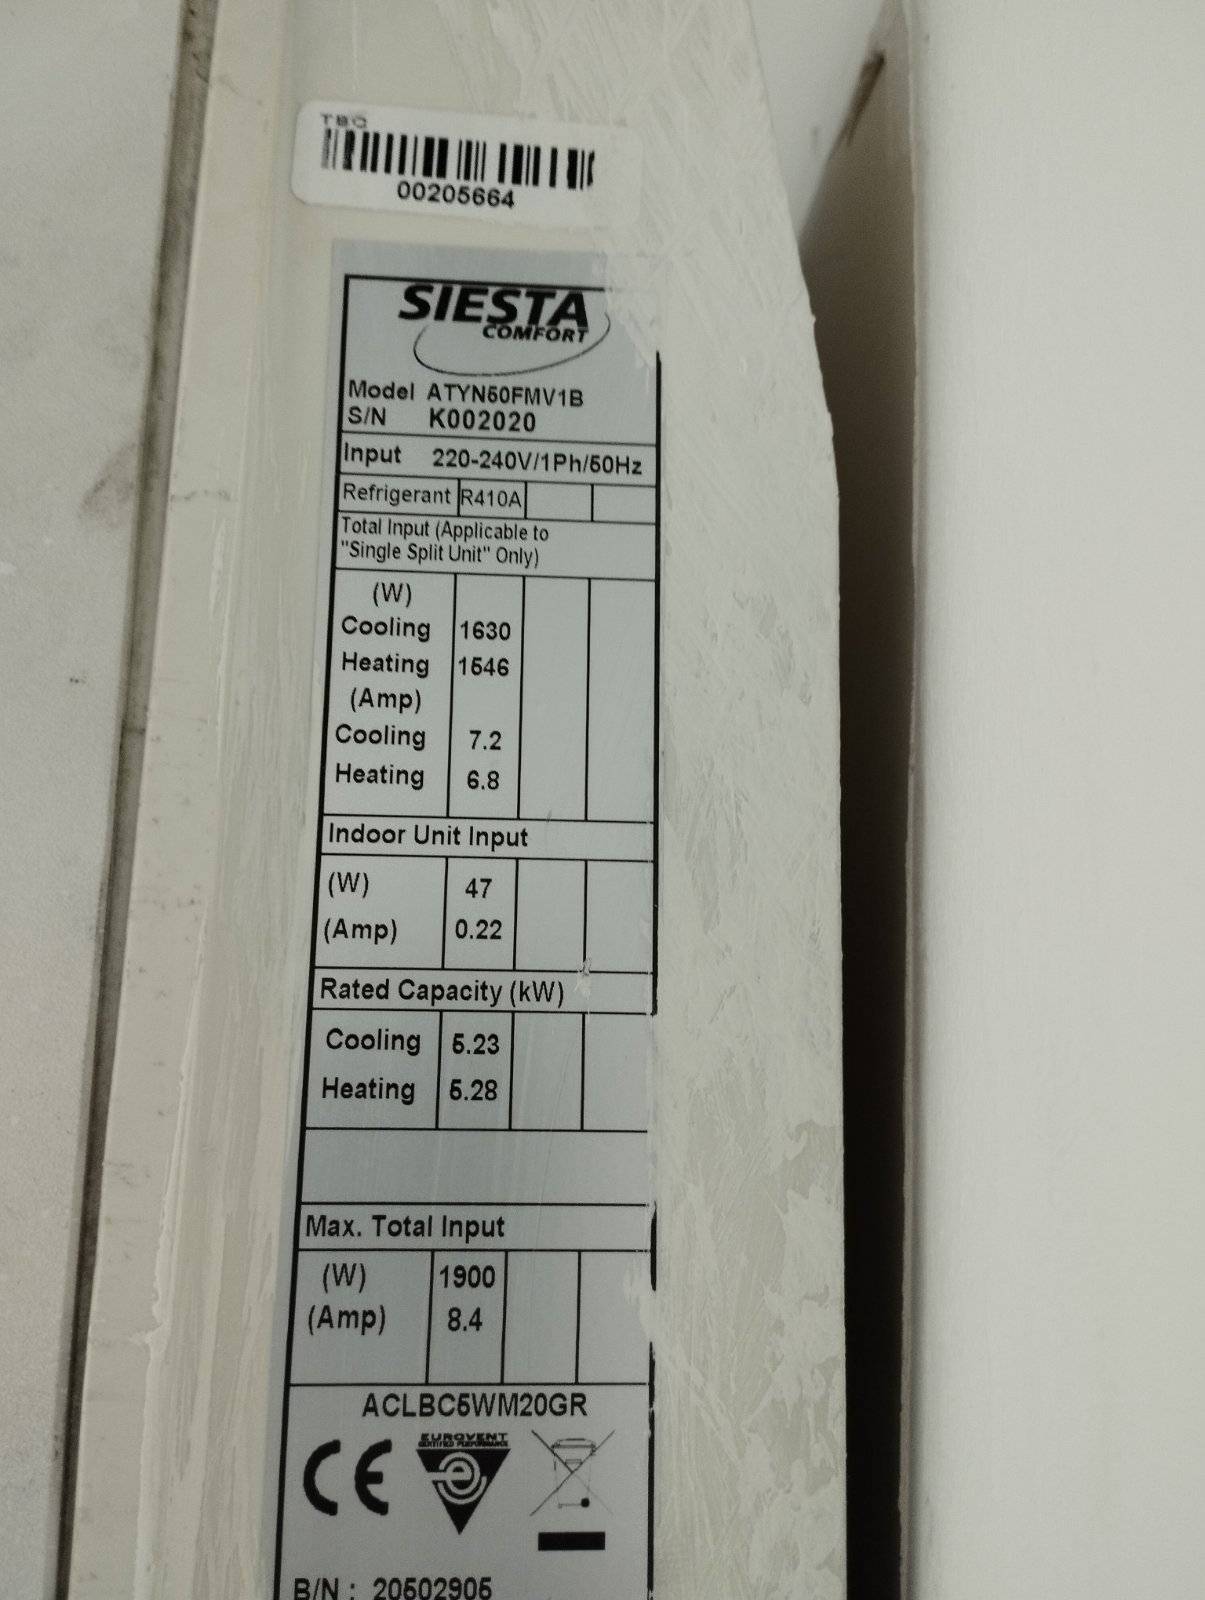 TBC
00205664
SIESTA
COMFORT
Model ATYN50FMV1B
S/N K002020
Input 220-240V/1Ph/50Hz
Refrigerant R410A
Total Input (Applicable to
"Single Split Unit" Only)
(W)
Cooling 1630
Heating 1546
(Amp)
Cooling 7.2
Heating 6.8
Indoor Unit Input
(W) 47
(Amp) 0.22
Rated Capacity (kW)
Cooling 5.23
Heating 5.28
Max. Total Input
(W) 1900
(Amp) 8.4
ACLBC5WM20GR
CE
EUROVENT
CERTIFIED PERFORMANCE
B/N : 20502905